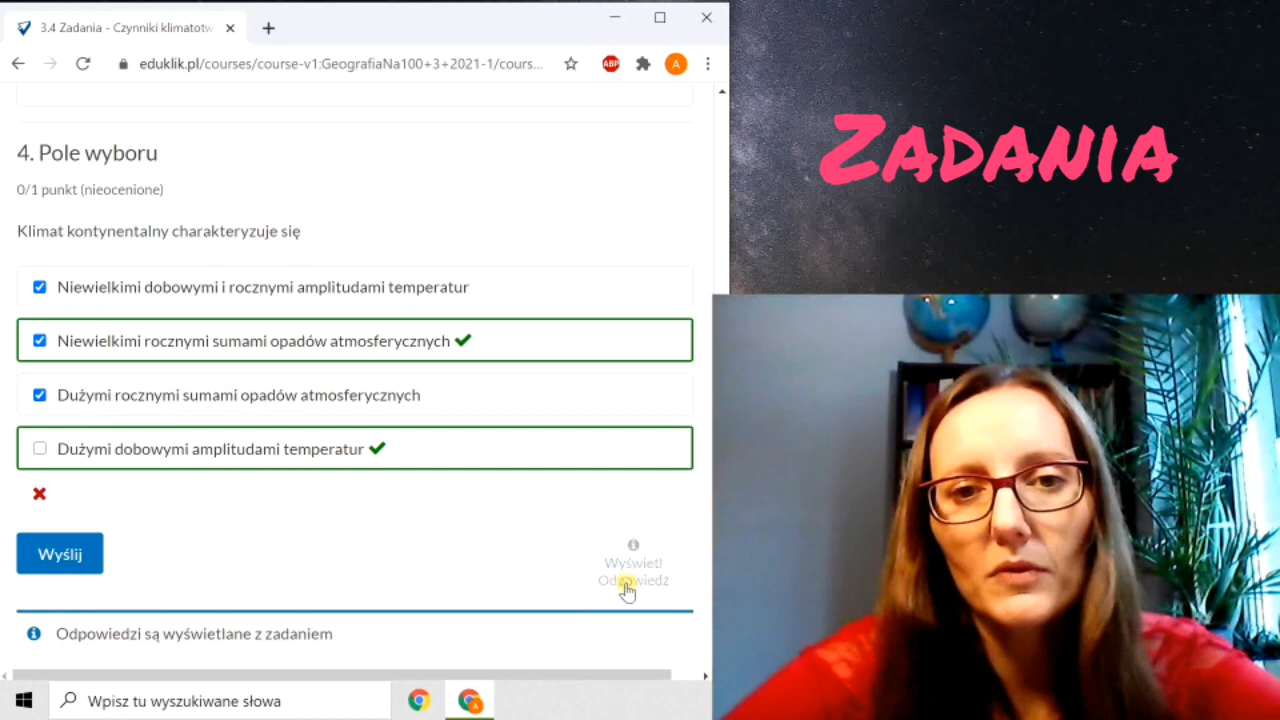 3.4 Zadania - Czynniki klimatotw
eduklik.pl/courses/course-v1:GeografiaNa100+3+2021-1/cours...
ABP
A
4. Pole wyboru
0/1 punkt (nieocenione)
Klimat kontynentalny charakteryzuje się
Niewielkimi dobowymi i rocznymi amplitudami temperatur
Niewielkimi rocznymi sumami opadów atmosferycznych
Dużymi rocznymi sumami opadów atmosferycznych
Dużymi dobowymi amplitudami temperatur
Wyślij
Wyświetl
Odpowiedź
Odpowiedzi są wyświetlane z zadaniem
Wpisz tu wyszukiwane słowa
A
Zadania